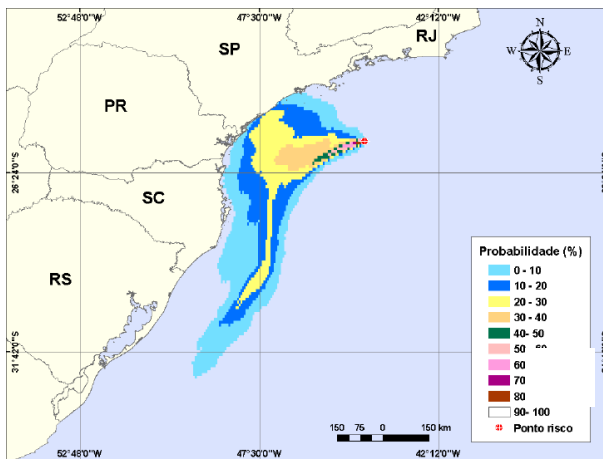 52°48'0"W 47°30'0"W 42°12'0"W
RJ
SP
N
W E
S
PR
26°24'0"S
SC
RS
Probabilidade (%)
0 - 10
10 - 20
20 - 30
30 - 40
40- 50
50
60
70
80
90- 100
Ponto risco
31°42'0"S
150 75 0 150 km
52°48'0"W 47°30'0"W 42°12'0"W